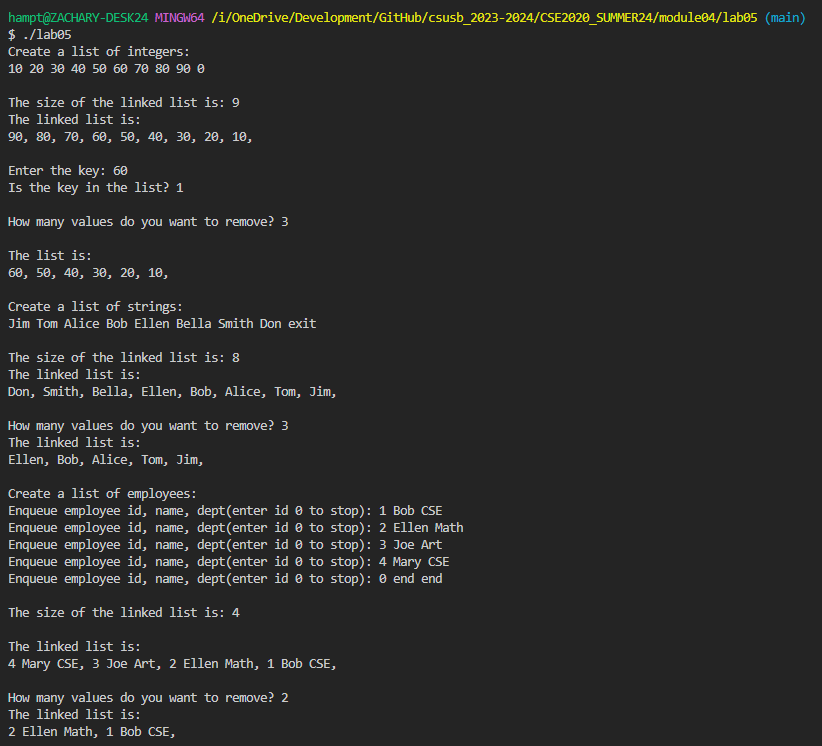 hampt@ZACHARY-DESK24 MINGW64 /i/OneDrive/Development/GitHub/csusb_2023-2024/CSE2020_SUMMER24/module04/lab05 (main)
$ ./lab05
Create a list of integers:
10 20 30 40 50 60 70 80 90 0
The size of the linked list is: 9
The linked list is:
90, 80, 70, 60, 50, 40, 30, 20, 10,
Enter the key: 60
Is the key in the list? 1
How many values do you want to remove? 3
The list is:
60, 50, 40, 30, 20, 10,
Create a list of strings:
Jim Tom Alice Bob Ellen Bella Smith Don exit
The size of the linked list is: 8
The linked list is:
Don, Smith, Bella, Ellen, Bob, Alice, Tom, Jim,
How many values do you want to remove? 3
The linked list is:
Ellen, Bob, Alice, Tom, Jim,
Create a list of employees:
Enqueue employee id, name, dept(enter id 0 to stop): 1 Bob CSE
Enqueue employee id, name, dept(enter id 0 to stop): 2 Ellen Math
Enqueue employee id, name, dept(enter id 0 to stop): 3 Joe Art
Enqueue employee id, name, dept(enter id 0 to stop): 4 Mary CSE
Enqueue employee id, name, dept(enter id 0 to stop): 0 end end
The size of the linked list is: 4
The linked list is:
4 Mary CSE, 3 Joe Art, 2 Ellen Math, 1 Bob CSE,
How many values do you want to remove? 2
The linked list is:
2 Ellen Math, 1 Bob CSE,